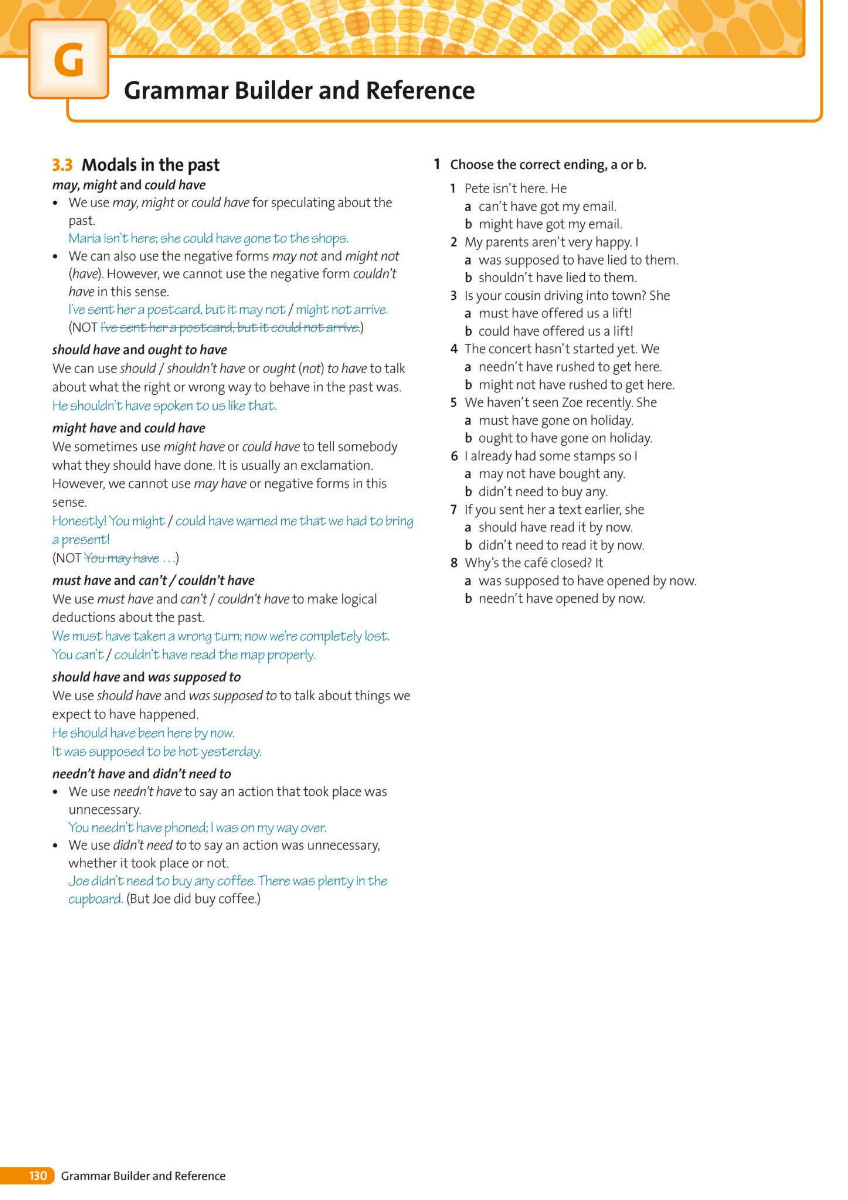 G
Grammar Builder and Reference
3.3 Modals in the past
may, might and could have
• We use may, might or could have for speculating about the
past.
Maria isn't here; she could have gone to the shops.
• We can also use the negative forms may not and might not
(have). However, we cannot use the negative form couldn't
have in this sense.
I've sent her a postcard, but it may not / might not arrive.
(NOT I've sent her a postcard, but it could not arrive.)
should have and ought to have
We can use should / shouldn't have or ought (not) to have to talk
about what the right or wrong way to behave in the past was.
He shouldn't have spoken to us like that.
might have and could have
We sometimes use might have or could have to tell somebody
what they should have done. It is usually an exclamation.
However, we cannot use may have or negative forms in this
sense.
Honestly! You might / could have warned me that we had to bring
a present!
(NOT You may have …)
must have and can't / couldn't have
We use must have and can't / couldn't have to make logical
deductions about the past.
We must have taken a wrong turn; now we're completely lost.
You can't / couldn't have read the map properly.
should have and was supposed to
We use should have and was supposed to to talk about things we
expect to have happened.
He should have been here by now.
It was supposed to be hot yesterday.
needn't have and didn't need to
• We use needn't have to say an action that took place was
unnecessary.
You needn't have phoned; I was on my way over.
• We use didn't need to to say an action was unnecessary,
whether it took place or not.
Joe didn't need to buy any coffee. There was plenty in the
cupboard. (But Joe did buy coffee.)
1 Choose the correct ending, a or b.
1 Pete isn't here. He
a can't have got my email.
b might have got my email.
2 My parents aren't very happy. I
a was supposed to have lied to them.
b shouldn't have lied to them.
3 Is your cousin driving into town? She
a must have offered us a lift!
b could have offered us a lift!
4 The concert hasn't started yet. We
a needn't have rushed to get here.
b might not have rushed to get here.
5 We haven't seen Zoe recently. She
a must have gone on holiday.
b ought to have gone on holiday.
6 I already had some stamps so I
a may not have bought any.
b didn't need to buy any.
7 If you sent her a text earlier, she
a should have read it by now.
b didn't need to read it by now.
8 Why's the café closed? It
a was supposed to have opened by now.
b needn't have opened by now.
130 Grammar Builder and Reference